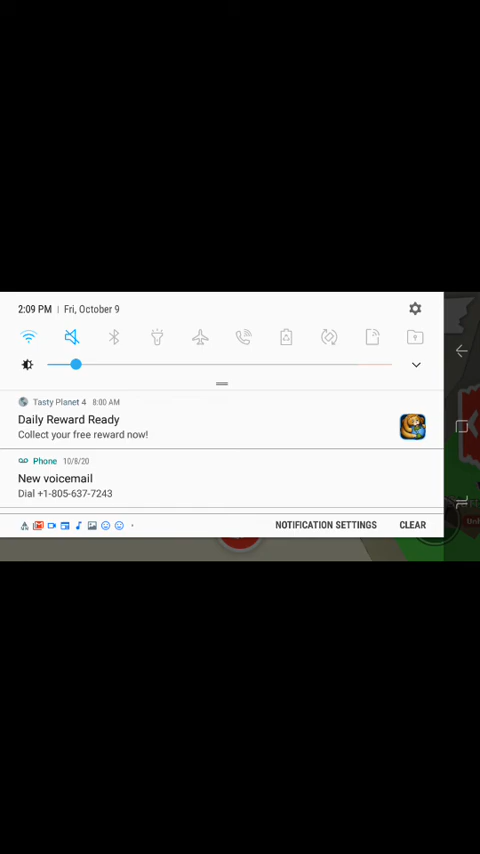 2:09 PM | Fri, October 9
Tasty Planet 4 8:00 AM
Daily Reward Ready
Collect your free reward now!
Phone 10/8/20
New voicemail
Dial +1-805-637-7243
NOTIFICATION SETTINGS CLEAR